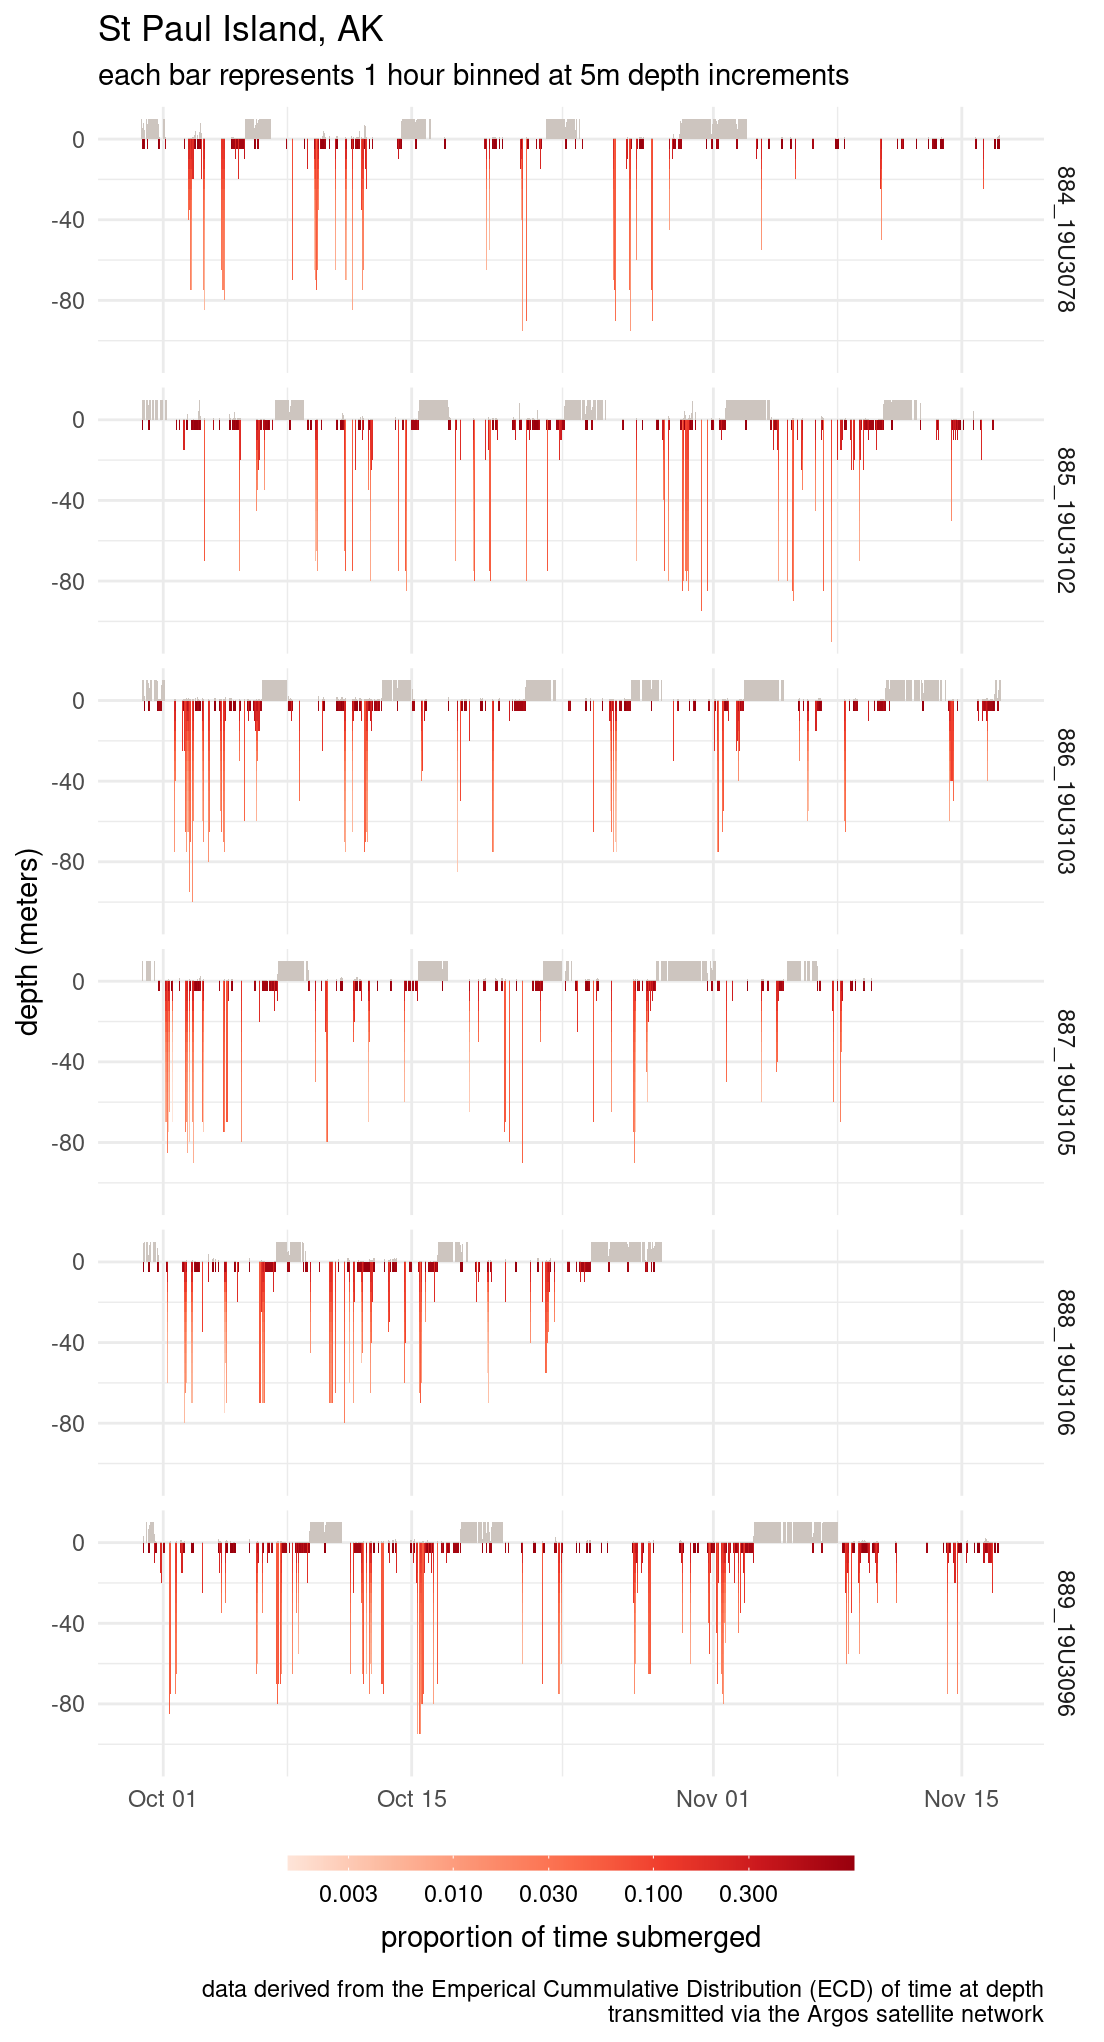 St Paul Island, AK
each bar represents 1 hour binned at 5m depth increments
0
-40
-80
884_19U3078
0
-40
-80
885_19U3102
0
-40
-80
886_19U3103
depth (meters)
0
-40
-80
887_19U3105
0
-40
-80
888_19U3106
0
-40
-80
889_19U3096
Oct 01 Oct 15 Nov 01 Nov 15
0.003 0.010 0.030 0.100 0.300
proportion of time submerged
data derived from the Emperical Cummulative Distribution (ECD) of time at depth
transmitted via the Argos satellite network